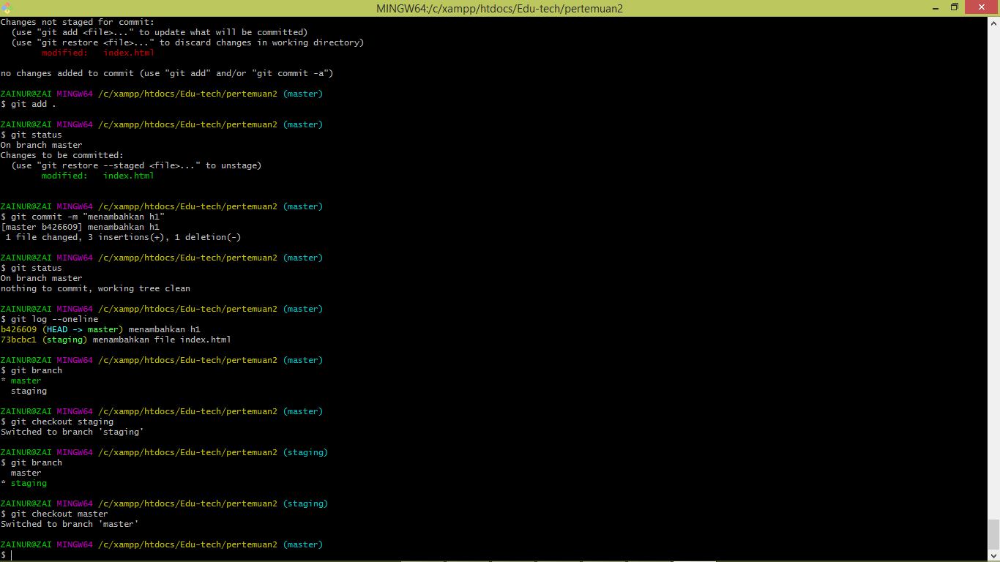 MINGW64:/c/xampp/htdocs/Edu-tech/pertemuan2
Changes not staged for commit:
  (use "git add <file>..." to update what will be committed)
  (use "git restore <file>..." to discard changes in working directory)
        modified:   index.html

no changes added to commit (use "git add" and/or "git commit -a")

ZAINUR@ZAI MINGW64 /c/xampp/htdocs/Edu-tech/pertemuan2 (master)
$ git add .

ZAINUR@ZAI MINGW64 /c/xampp/htdocs/Edu-tech/pertemuan2 (master)
$ git status
On branch master
Changes to be committed:
  (use "git restore --staged <file>..." to unstage)
        modified:   index.html


ZAINUR@ZAI MINGW64 /c/xampp/htdocs/Edu-tech/pertemuan2 (master)
$ git commit -m "menambahkan h1"
[master b426609] menambahkan h1
 1 file changed, 3 insertions(+), 1 deletion(-)

ZAINUR@ZAI MINGW64 /c/xampp/htdocs/Edu-tech/pertemuan2 (master)
$ git status
On branch master
nothing to commit, working tree clean

ZAINUR@ZAI MINGW64 /c/xampp/htdocs/Edu-tech/pertemuan2 (master)
$ git log --oneline
b426609 (HEAD -> master) menambahkan h1
73bcbc1 (staging) menambahkan file index.html

ZAINUR@ZAI MINGW64 /c/xampp/htdocs/Edu-tech/pertemuan2 (master)
$ git branch
* master
  staging

ZAINUR@ZAI MINGW64 /c/xampp/htdocs/Edu-tech/pertemuan2 (master)
$ git checkout staging
Switched to branch 'staging'

ZAINUR@ZAI MINGW64 /c/xampp/htdocs/Edu-tech/pertemuan2 (staging)
$ git branch
  master
* staging

ZAINUR@ZAI MINGW64 /c/xampp/htdocs/Edu-tech/pertemuan2 (staging)
$ git checkout master
Switched to branch 'master'

ZAINUR@ZAI MINGW64 /c/xampp/htdocs/Edu-tech/pertemuan2 (master)
$